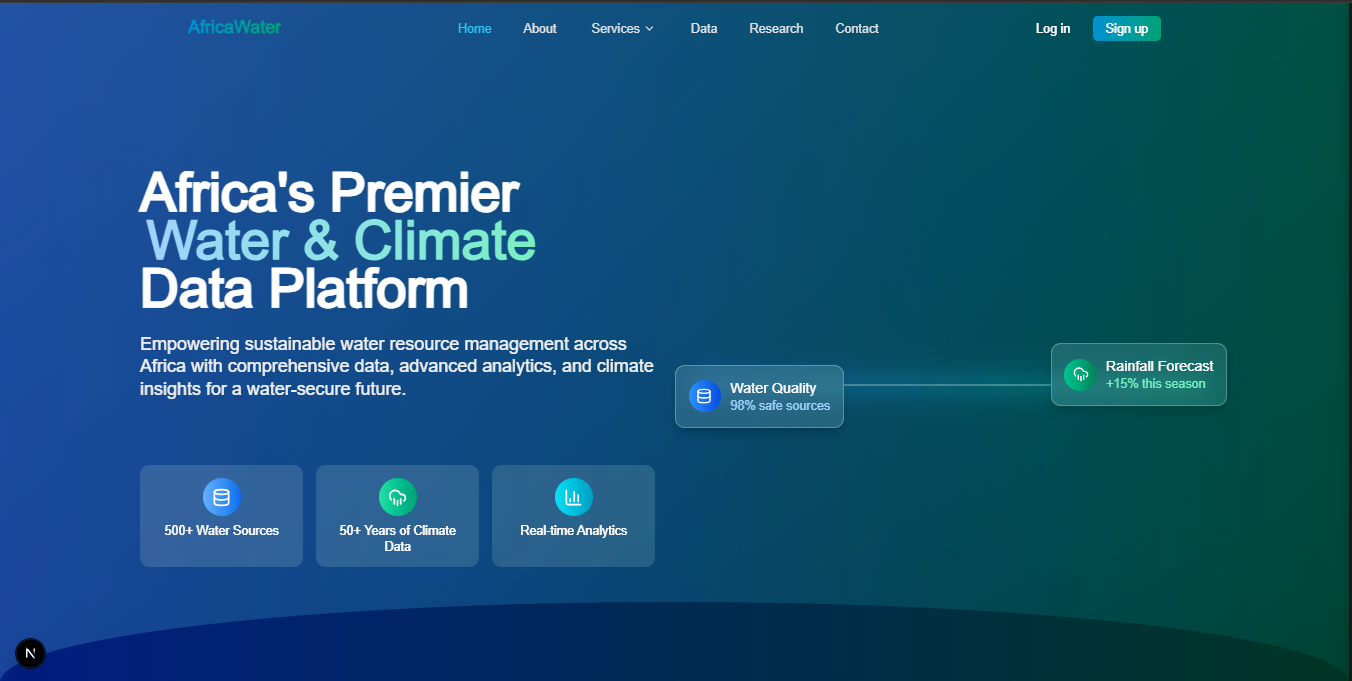 AfricaWater
Home
About
Services
Data
Research
Contact
Log in
Sign up
Africa's Premier
Water & Climate
Data Platform
Empowering sustainable water resource management across
Africa with comprehensive data, advanced analytics, and climate
insights for a water-secure future.
Water Quality
98% safe sources
Rainfall Forecast
+15% this season
500+ Water Sources
50+ Years of Climate
Data
Real-time Analytics
N